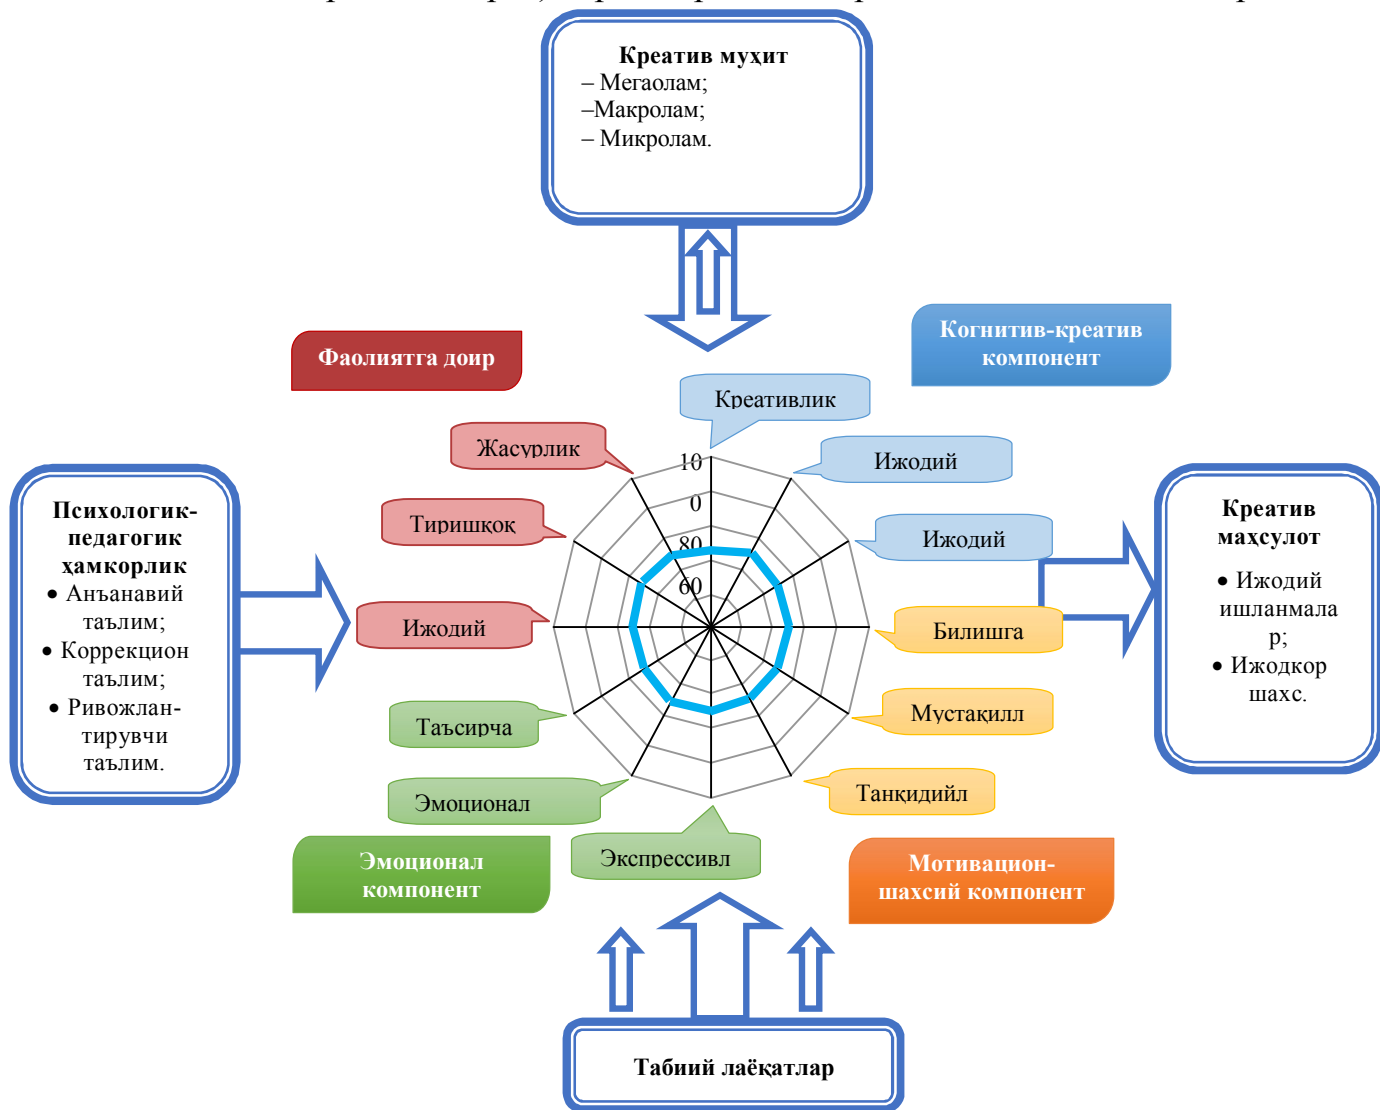 Креатив муҳит
– Мегаолам;
–Макролам;
– Микролам.
Фаолиятга доир
Когнитив-креатив
компонент
Креативлик
Жасурлик
Ижодий
Тиришқоқ
Ижодий
Ижодий
Билишга
Таъсирча
Мустақилл
Эмоционал
Танқидийл
Экспрессивл
10
0
80
60
Психологик-
педагогик
ҳамкорлик
• Анъанавий
таълим;
• Коррекцион
таълим;
• Ривожлан-
тирувчи
таълим.
Креатив
маҳсулот
• Ижодий
ишланмала
р;
• Ижодкор
шахс.
Эмоционал
компонент
Мотивацион-
шахсий компонент
Табиий лаёқатлар